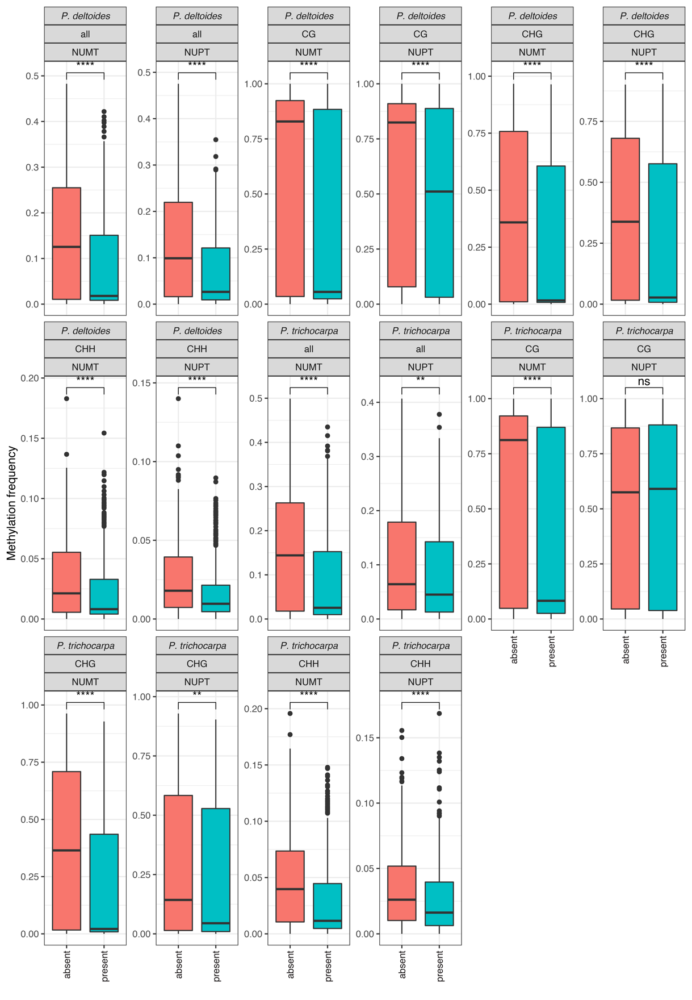 P. deltoides P. deltoides P. deltoides P. deltoides P. deltoides P. deltoides
all all CG CG CHG CHG
NUMT NUPT NUMT NUPT NUMT NUPT
**** **** **** **** **** ****
0.5 0.5 1.00 1.00 1.00 0.75
0.4 0.4 0.75 0.75 0.75 0.50
0.3 0.3 0.50 0.50 0.50 0.25
0.2 0.2 0.25 0.25 0.25 0.00
0.1 0.1 0.00 0.00 0.00
0.0 0.0
P. deltoides P. deltoides P. trichocarpa P. trichocarpa P. trichocarpa P. trichocarpa
CHH CHH all all CG CG
NUMT NUPT NUMT NUPT NUMT NUPT
**** **** **** ** **** ns
0.20 0.15 0.5 0.4 1.00 1.00
0.15 0.10 0.4 0.3 0.75 0.75
0.10 0.05 0.3 0.2 0.50 0.50
0.05 0.00 0.2 0.1 0.25 0.25
0.00 0.1 0.0 0.00 0.00
0.0
Methylation frequency
absent present absent present
P. trichocarpa P. trichocarpa P. trichocarpa P. trichocarpa
CHG CHG CHH CHH
NUMT NUPT NUMT NUPT
**** ** **** ****
1.00 1.00 0.20 0.15
0.75 0.75 0.15 0.10
0.50 0.50 0.10 0.05
0.25 0.25 0.05 0.00
0.00 0.00 0.00
absent present absent present absent present absent present